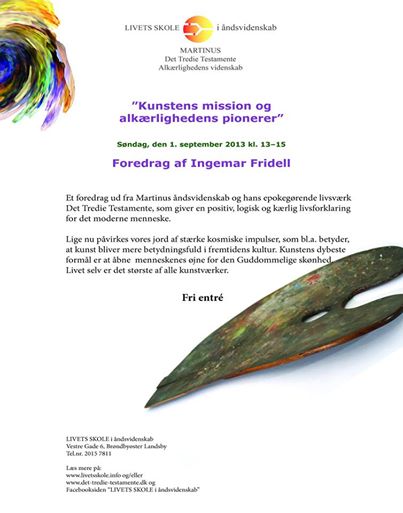 LIVETS SKOLE i åndsvidenskab
MARTINUS
Det Tredie Testamente
Alkærlighedens videnskab
”Kunstens mission og
alkærlighedens pionerer”
Søndag, den 1. september 2013 kl. 13–15
Foredrag af Ingemar Fridell
Et foredrag ud fra Martinus åndsvidenskab og hans epokegørende livsværk
Det Tredie Testamente, som giver en positiv, logisk og kærlig livsforklaring
for det moderne menneske.
Lige nu påvirkes vores jord af stærke kosmiske impulser, som bl.a. betyder,
at kunst bliver mere betydningsfuld i fremtidens kultur. Kunstens dybeste
formål er at åbne menneskenes øjne for den Guddommelige skønhed.
Livet selv er det største af alle kunstværker.
Fri entré
LIVETS SKOLE i åndsvidenskab
Vestre Gade 6, Brøndbyøster Landsby
Tel.nr. 2015 7811
Læs mere på:
www.livetsskole.info og/eller
www.det-tredie-testamente.dk og
Facebooksiden ”LIVETS SKOLE i åndsvidenskab”